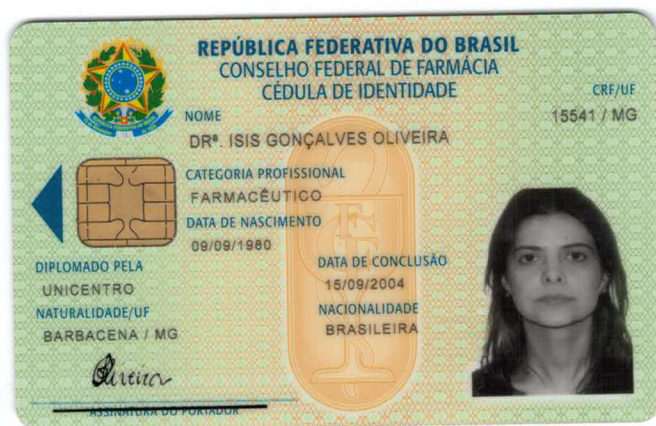 REPÚBLICA FEDERATIVA DO BRASIL
CONSELHO FEDERAL DE FARMÁCIA
CÉDULA DE IDENTIDADE
CRF/UF
15541 / MG
NOME
DRª. ISIS GONÇALVES OLIVEIRA
CATEGORIA PROFISSIONAL
FARMACÊUTICO
DATA DE NASCIMENTO
09/09/1980
DIPLOMADO PELA
UNICENTRO
DATA DE CONCLUSÃO
15/09/2004
NATURALIDADE/UF
BARBACENA / MG
NACIONALIDADE
BRASILEIRA
Oliveira
ASSINATURA DO PORTADOR